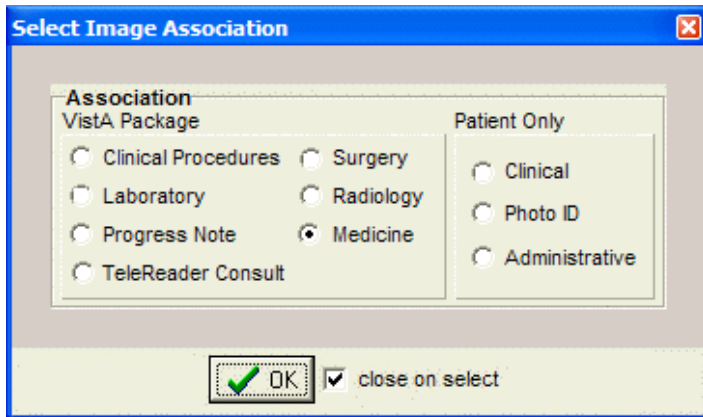 Select Image Association
Association
VistA Package
Clinical Procedures
Surgery
Laboratory
Radiology
Progress Note
Medicine
TeleReader Consult
Patient Only
Clinical
Photo ID
Administrative
OK
close on select